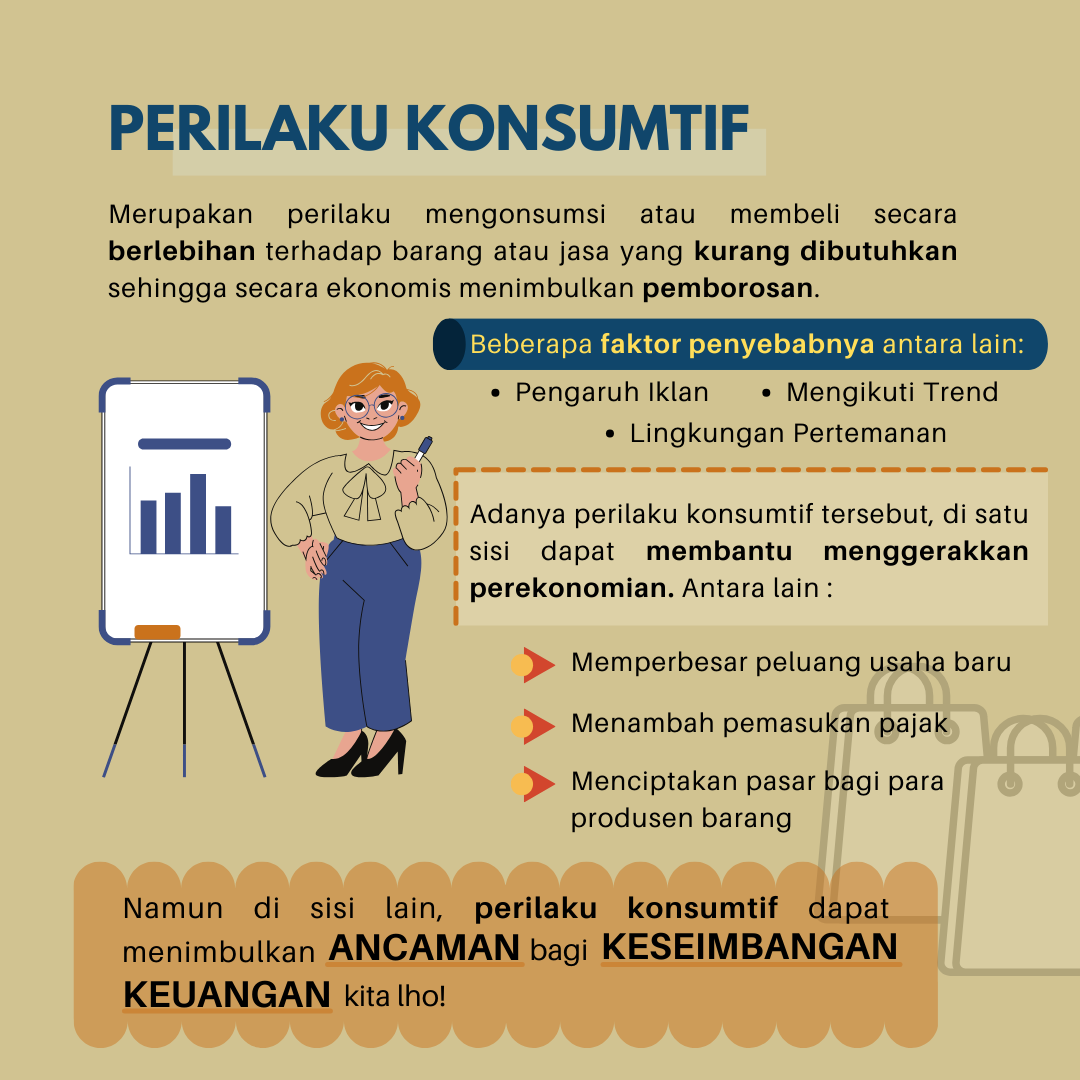 PERILAKU KONSUMTIF
Merupakan perilaku mengonsumsi atau membeli secara
berlebihan terhadap barang atau jasa yang kurang dibutuhkan
sehingga secara ekonomis menimbulkan pemborosan.
Beberapa faktor penyebabnya antara lain:
• Pengaruh Iklan • Mengikuti Trend
• Lingkungan Pertemanan
Adanya perilaku konsumtif tersebut, di satu
sisi dapat membantu menggerakkan
perekonomian. Antara lain :
Memperbesar peluang usaha baru
Menambah pemasukan pajak
Menciptakan pasar bagi para
produsen barang
Namun di sisi lain, perilaku konsumtif dapat
menimbulkan ANCAMAN bagi KESEIMBANGAN
KEUANGAN kita lho!